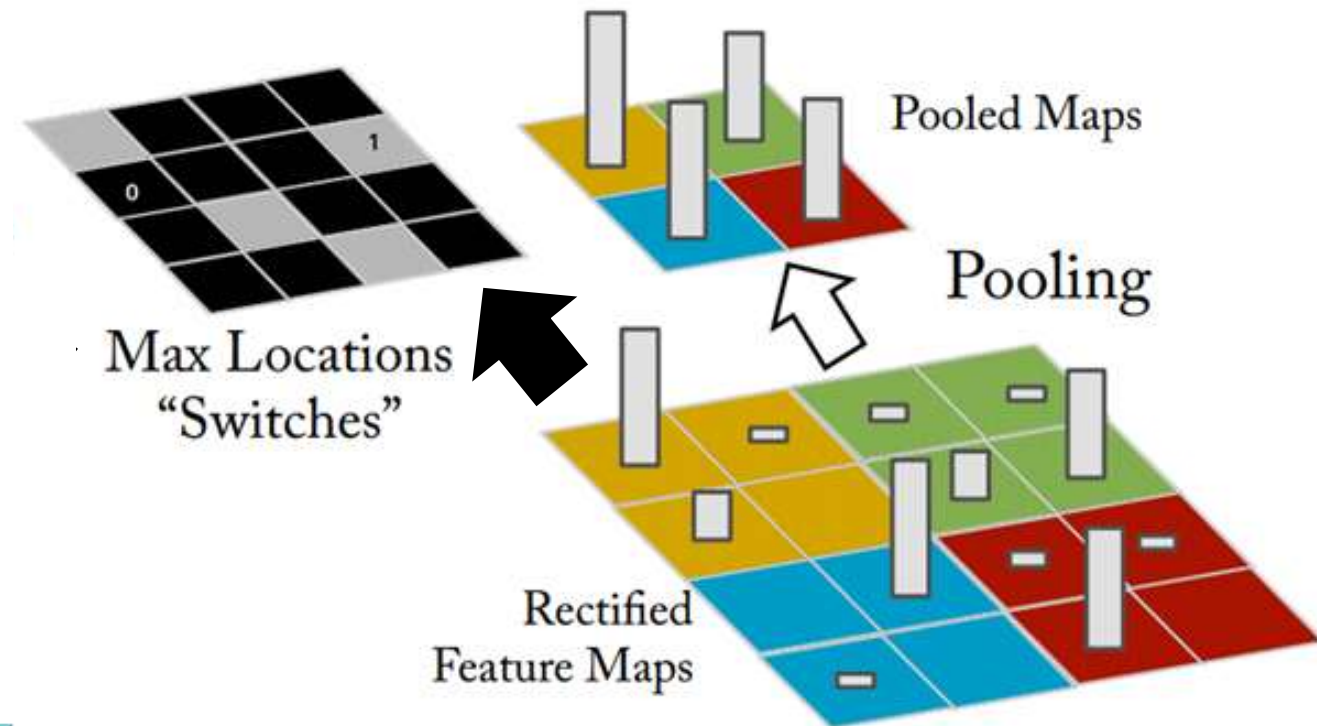 Pooled Maps
1
0
Pooling
Max Locations
“Switches”
Rectified
Feature Maps